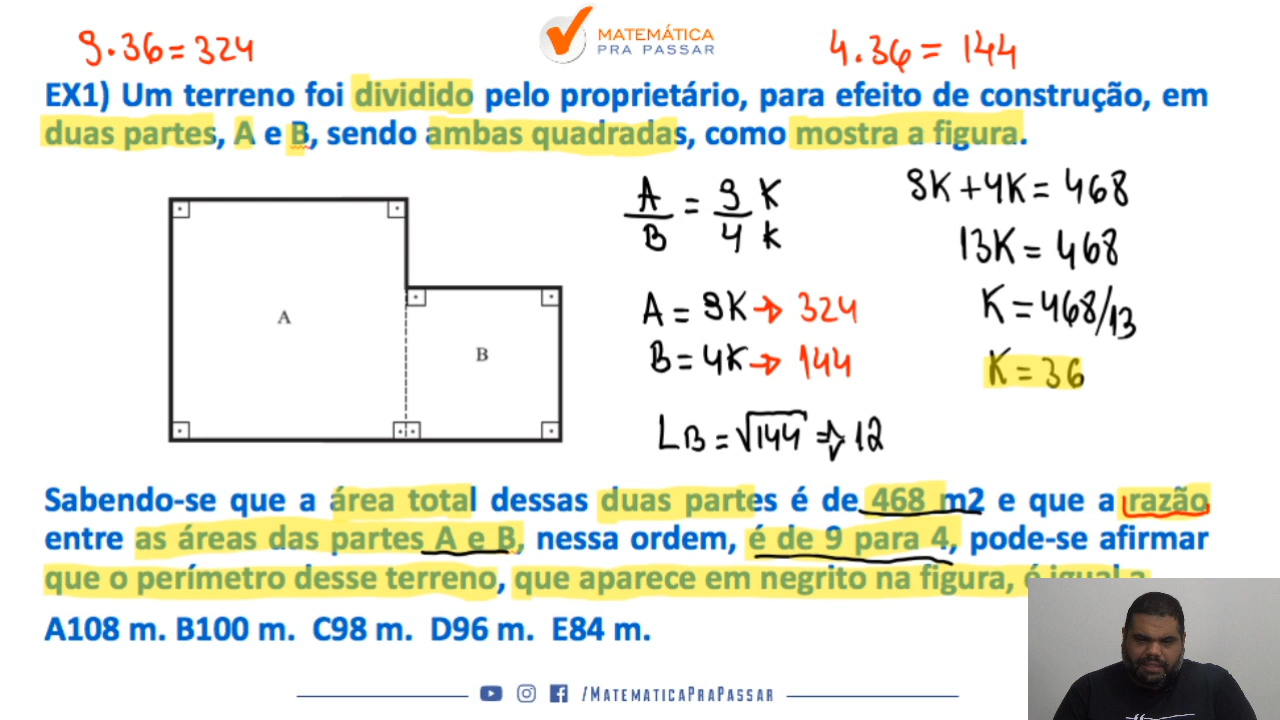 9.36=324
MATEMÁTICA
PRA PASSAR
4.36=144
EX1) Um terreno foi dividido pelo proprietário, para efeito de construção, em
duas partes, A e B, sendo ambas quadradas, como mostra a figura.
A/B = 9K/4K
9K+4K=468
13K=468
A=9K→324
K=468/13
B=4K→144
K=36
LB=√144⇒12
A
B
Sabendo-se que a área total dessas duas partes é de 468 m2 e que a razão
entre as áreas das partes A e B, nessa ordem, é de 9 para 4, pode-se afirmar
que o perímetro desse terreno, que aparece em negrito na figura, é igual a
A108 m. B100 m. C98 m. D96 m. E84 m.
/MatematicaPraPassar